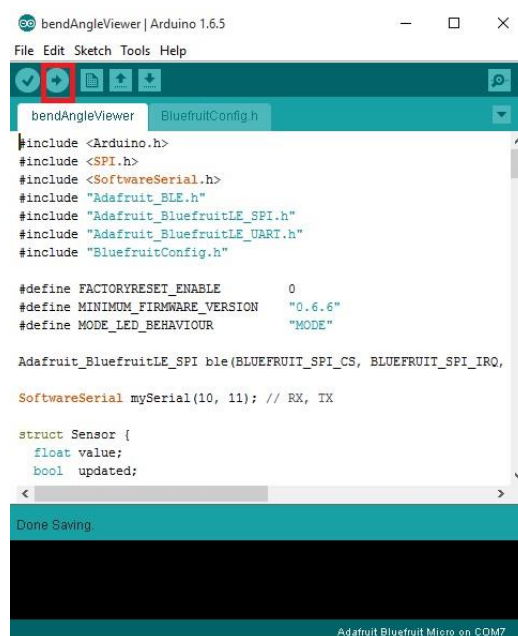 bendAngleViewer | Arduino 1.6.5
File Edit Sketch Tools Help
bendAngleViewer BluefruitConfig.h
#include <Arduino.h>
#include <SPI.h>
#include <SoftwareSerial.h>
#include "Adafruit_BLE.h"
#include "Adafruit_BluefruitLE_SPI.h"
#include "Adafruit_BluefruitLE_UART.h"
#include "BluefruitConfig.h"
#define FACTORYRESET_ENABLE 0
#define MINIMUM_FIRMWARE_VERSION "0.6.6"
#define MODE_LED_BEHAVIOUR "MODE"
Adafruit_BluefruitLE_SPI ble(BLUEFRUIT_SPI_CS, BLUEFRUIT_SPI_IRQ,
SoftwareSerial mySerial(10, 11); // RX, TX
struct Sensor {
float value;
bool updated;
Done Saving.
Adafruit Bluefruit Micro on COM7